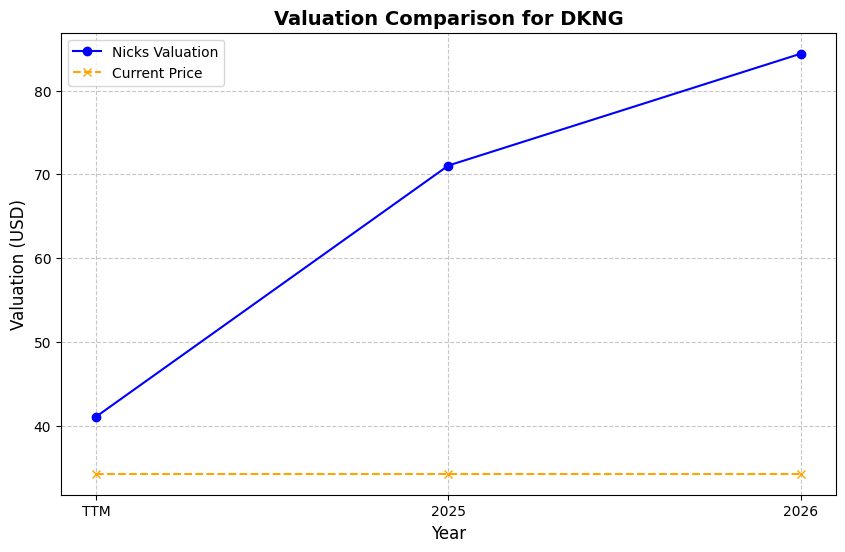 Valuation Comparison for DKNG
Nicks Valuation
Current Price
Valuation (USD)
80
70
60
50
40
TTM
2025
2026
Year